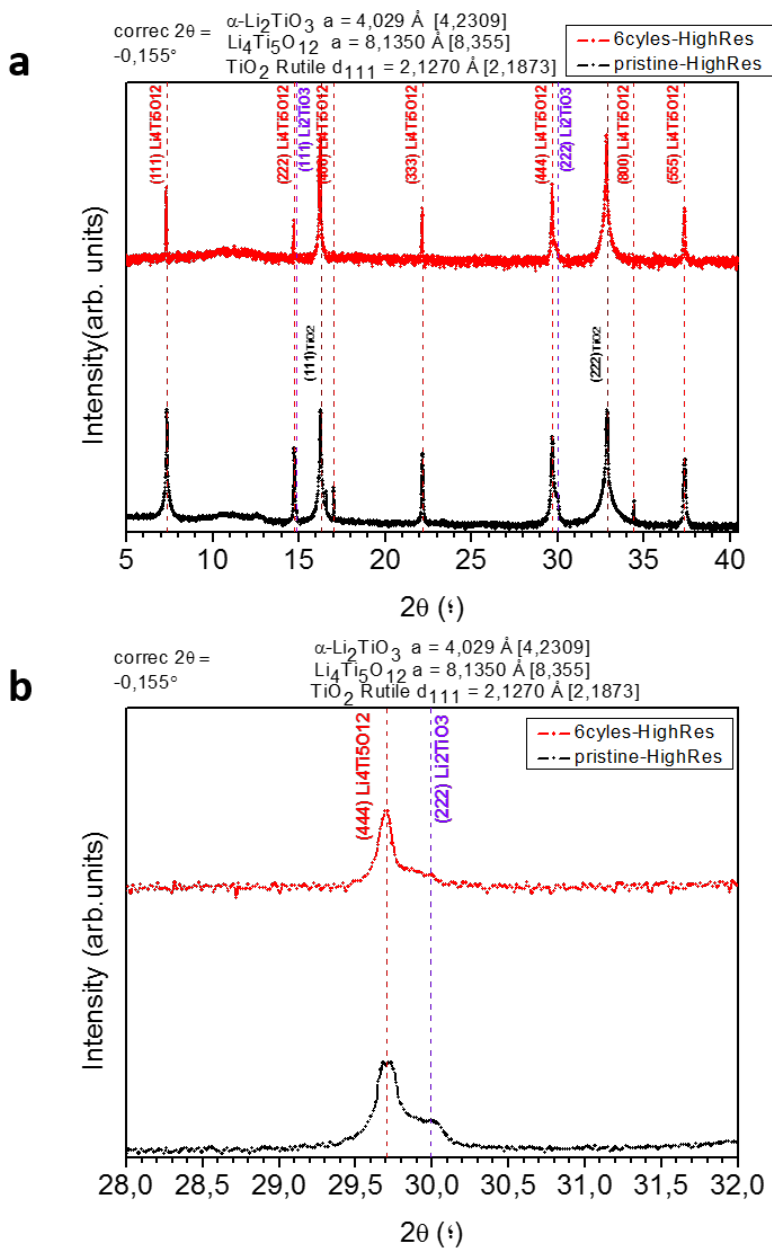 a
correc 2θ =
-0,155°
α-Li2TiO3 a = 4,029 Å [4,2309]
Li4Ti5O12 a = 8,1350 Å [8,355]
TiO2 Rutile d111 = 2,1270 Å [2,1873]
6cyles-HighRes
pristine-HighRes
(111) Li4Ti5O12
(222) Li4Ti5O12
(111) Li2TiO3
(400) Li4Ti5O12
(333) Li4Ti5O12
(444) Li4Ti5O12
(222) Li2TiO3
(800) Li4Ti5O12
(555) Li4Ti5O12
(111)TiO2
(222)TiO2
Intensity(arb. units)
5 10 15 20 25 30 35 40
2θ (°)
b
correc 2θ =
-0,155°
α-Li2TiO3 a = 4,029 Å [4,2309]
Li4Ti5O12 a = 8,1350 Å [8,355]
TiO2 Rutile d111 = 2,1270 Å [2,1873]
6cyles-HighRes
pristine-HighRes
(444) Li4Ti5O12
(222) Li2TiO3
Intensity (arb.units)
28,0 28,5 29,0 29,5 30,0 30,5 31,0 31,5 32,0
2θ (°)